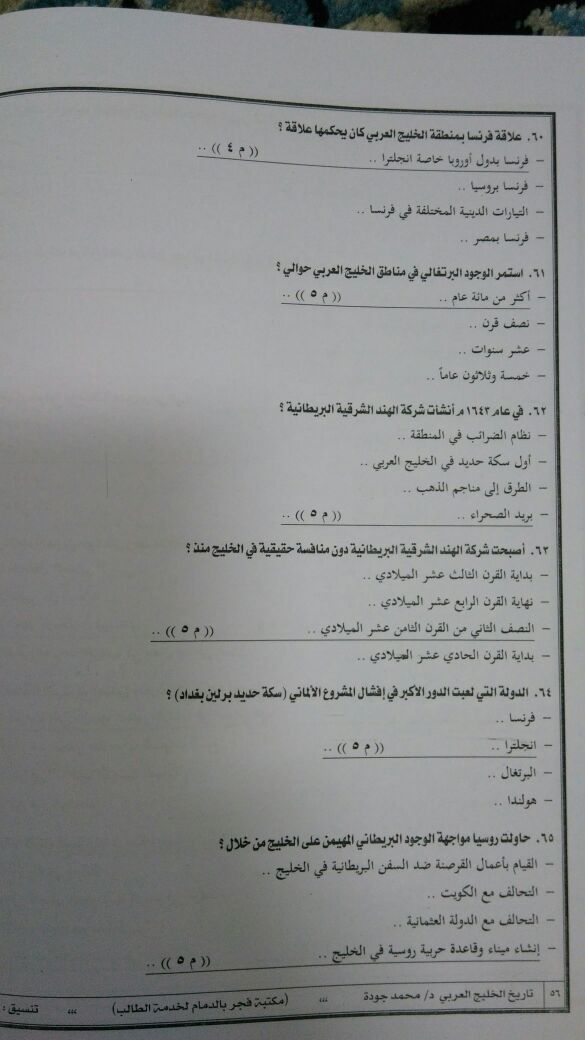 ٦٠. علاقة فرنسا بمنطقة الخليج العربي كان يحكمها علاقة ؟
– فرنسا بدول أوروبا خاصة انجلترا .. (( م ٤ )) ..
– فرنسا بروسيا ..
– التيارات الدينية المختلفة في فرنسا ..
– فرنسا بمصر ..
٦١. استمر الوجود البرتغالي في مناطق الخليج العربي حوالي ؟
– أكثر من مائة عام .. (( م ٥ )) ..
– نصف قرن ..
– عشر سنوات ..
– خمسة وثلاثون عاماً ..
٦٢. في عام ١٦٤٣ م أنشأت شركة الهند الشرقية البريطانية ؟
– نظام الضرائب في المنطقة ..
– أول سكة حديد في الخليج العربي ..
– الطرق إلى مناجم الذهب ..
– بريد الصحراء .. (( م ٥ )) ..
٦٣. أصبحت شركة الهند الشرقية البريطانية دون منافسة حقيقية في الخليج منذ ؟
– بداية القرن الثالث عشر الميلادي ..
– نهاية القرن الرابع عشر الميلادي ..
– النصف الثاني من القرن الثامن عشر الميلادي .. (( م ٥ )) ..
– بداية القرن الحادي عشر الميلادي ..
٦٤. الدولة التي لعبت الدور الأكبر في إفشال المشروع الألماني (سكة حديد برلين بغداد) ؟
– فرنسا ..
– انجلترا .. (( م ٥ )) ..
– البرتغال ..
– هولندا ..
٦٥. حاولت روسيا مواجهة الوجود البريطاني المهيمن على الخليج من خلال ؟
– القيام بأعمال القرصنة ضد السفن البريطانية في الخليج ..
– التحالف مع الكويت ..
– التحالف مع الدولة العثمانية ..
– إنشاء ميناء وقاعدة حربية روسية في الخليج .. (( م ٥ )) ..
٥٦ تاريخ الخليج العربي د/ محمد جودة ،،، (مكتبة فجر بالدمام لخدمة الطالب) ،،، تنسيق :